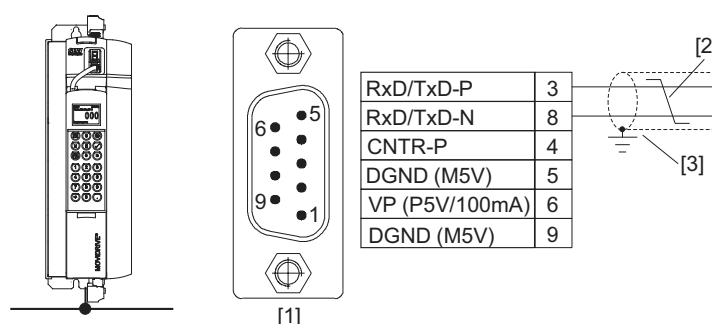 000
MOVIDRIVE®
5
6
9
1
[1]
RxD/TxD-P 3
RxD/TxD-N 8
CNTR-P 4
DGND (M5V) 5
VP (P5V/100mA) 6
DGND (M5V) 9
[2
[3]